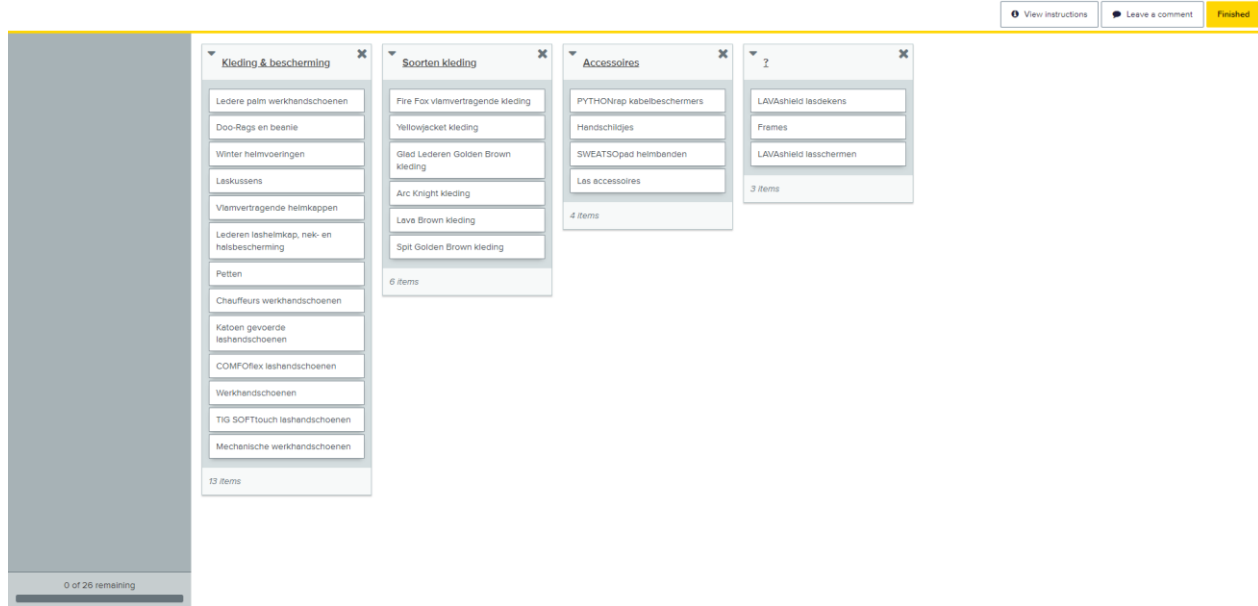 View instructions
Leave a comment
Finished
Kleding & bescherming
Ledere palm werkhandschoenen
Doo-Rags en beanie
Winter helmvoeringen
Laskussens
Vlamvertragende helmkappen
Lederen lashelmkap, nek- en
halsbescherming
Petten
Chauffeurs werkhandschoenen
Katoen gevoerde
lashandschoenen
COMFOflex lashandschoenen
Werkhandschoenen
TIG SOFTtouch lashandschoenen
Mechanische werkhandschoenen
13 items
Soorten kleding
Fire Fox vlamvertragende kleding
Yellowjacket kleding
Glad Lederen Golden Brown
kleding
Arc Knight kleding
Lava Brown kleding
Spit Golden Brown kleding
6 items
Accessoires
PYTHONrap kabelbeschermers
Handschildjes
SWEATSOpad helmbanden
Las accessoires
4 items
?
LAVAshield lasdekens
Frames
LAVAshield lasschermen
3 items
0 of 26 remaining